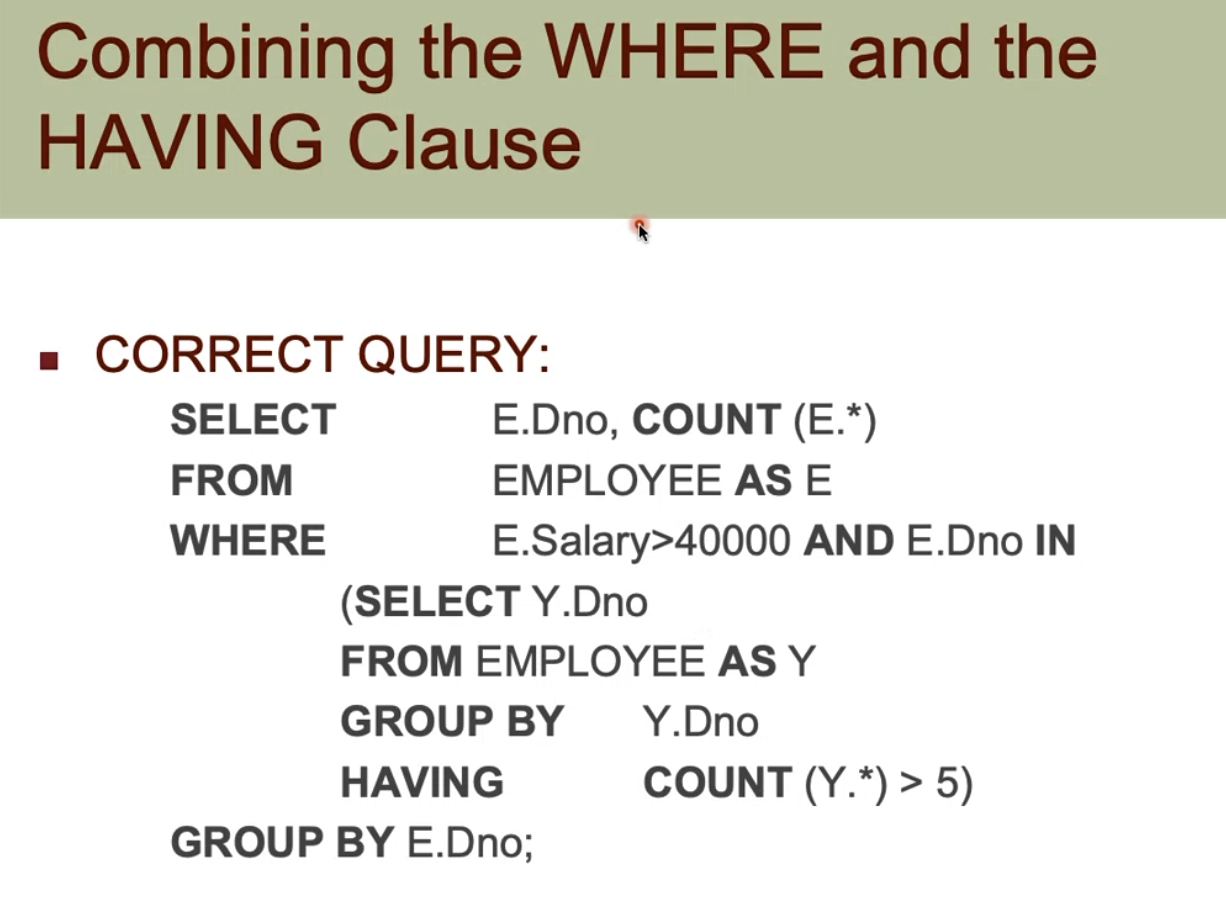 Combining the WHERE and the
HAVING Clause
CORRECT QUERY:
SELECT E.Dno, COUNT (E.*)
FROM EMPLOYEE AS E
WHERE E.Salary>40000 AND E.Dno IN
(SELECT Y.Dno
FROM EMPLOYEE AS Y
GROUP BY Y.Dno
HAVING COUNT (Y.*) > 5)
GROUP BY E.Dno;